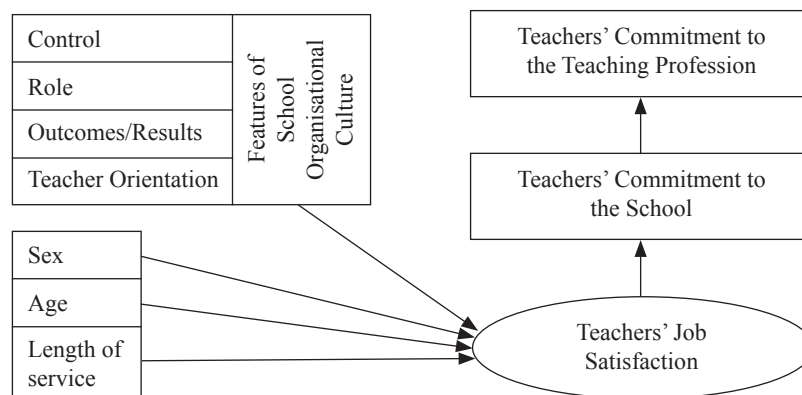 Control
Role
Outcomes/Results
Teacher Orientation
Features of
School
Organisational
Culture
Sex
Age
Length of
service
Teachers’ Commitment to
the Teaching Profession
Teachers’ Commitment to
the School
Teachers’ Job
Satisfaction